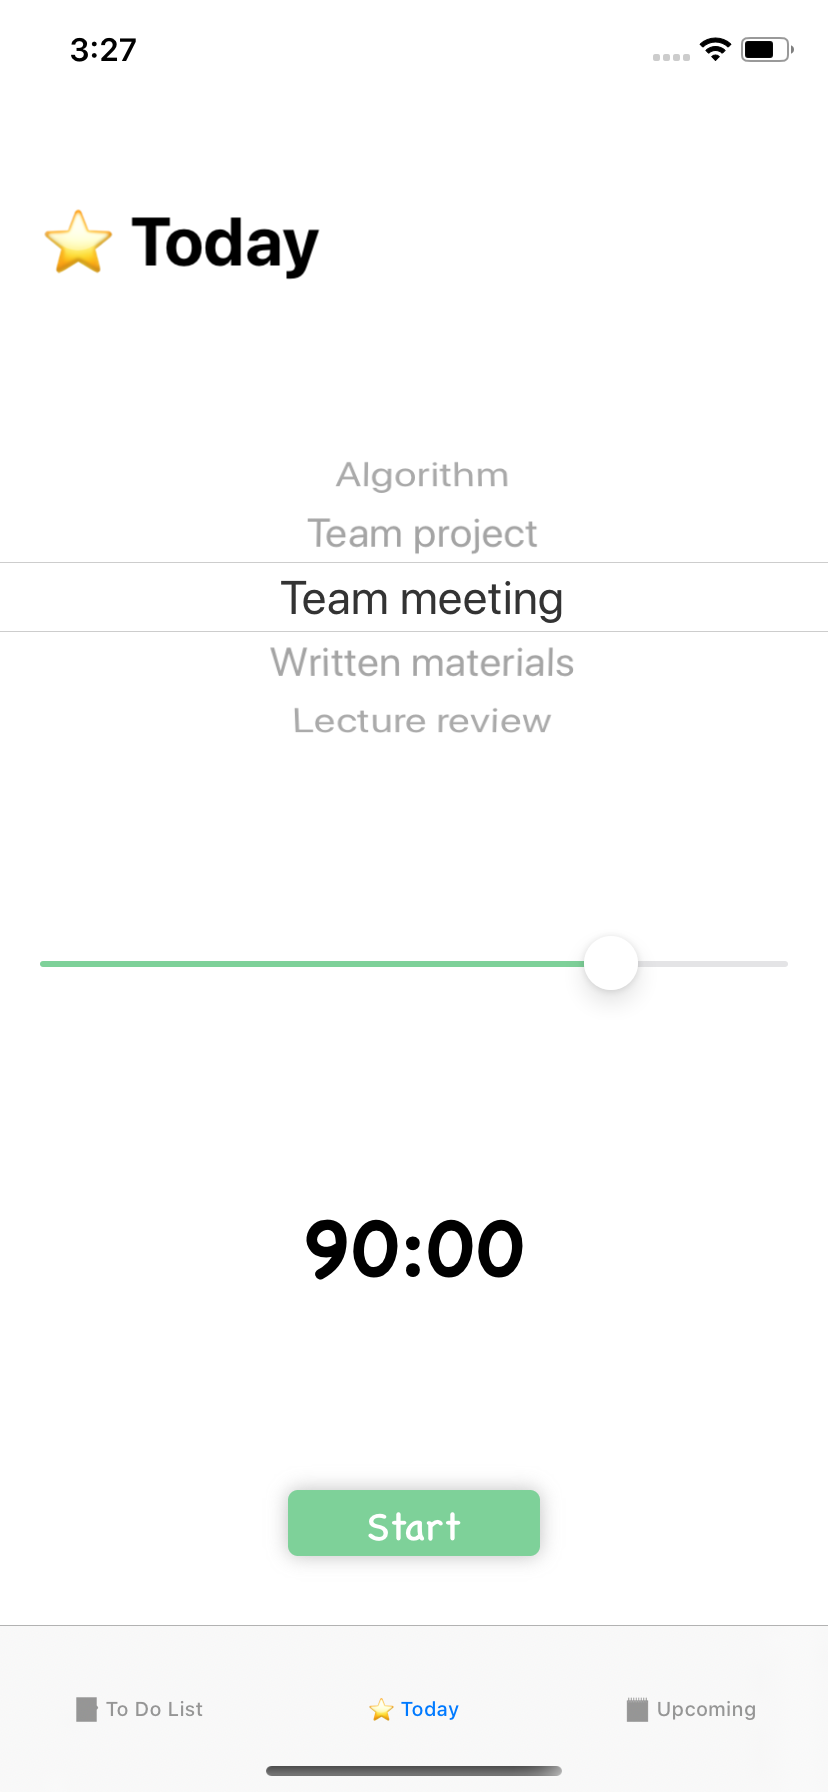 3:27
⭐ Today
Algorithm
Team project
Team meeting
Written materials
Lecture review
90:00
Start
To Do List
⭐ Today
Upcoming